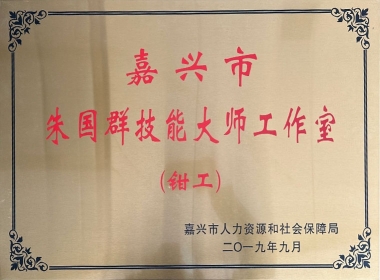 嘉兴市
朱国群技能大师工作室
(钳工)
嘉兴市人力资源和社会保障局
二〇一九年九月